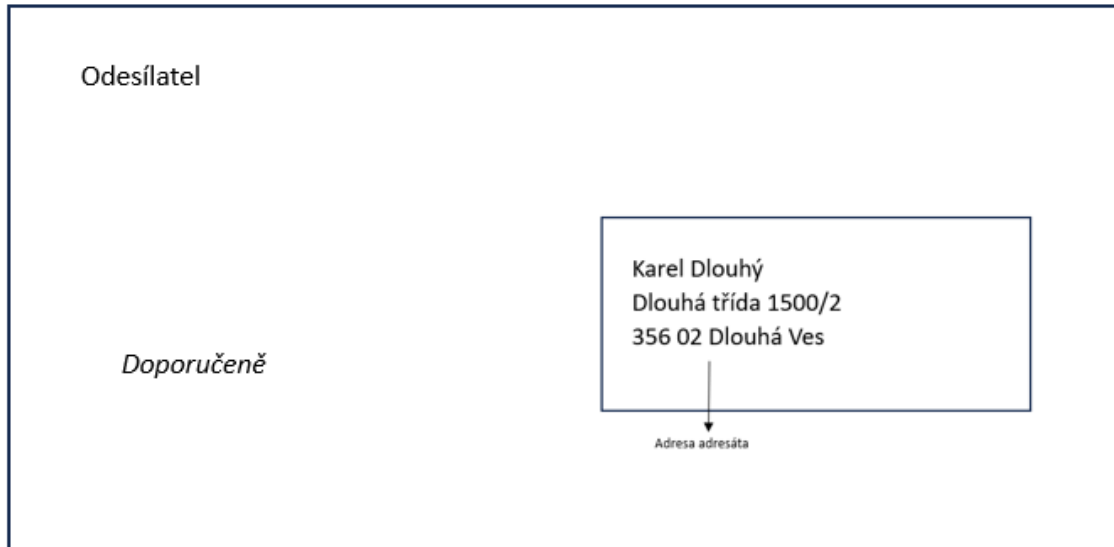 Odesílatel
Karel Dlouhý
Dlouhá třída 1500/2
356 02 Dlouhá Ves
Doporučeně
Adresa adresáta